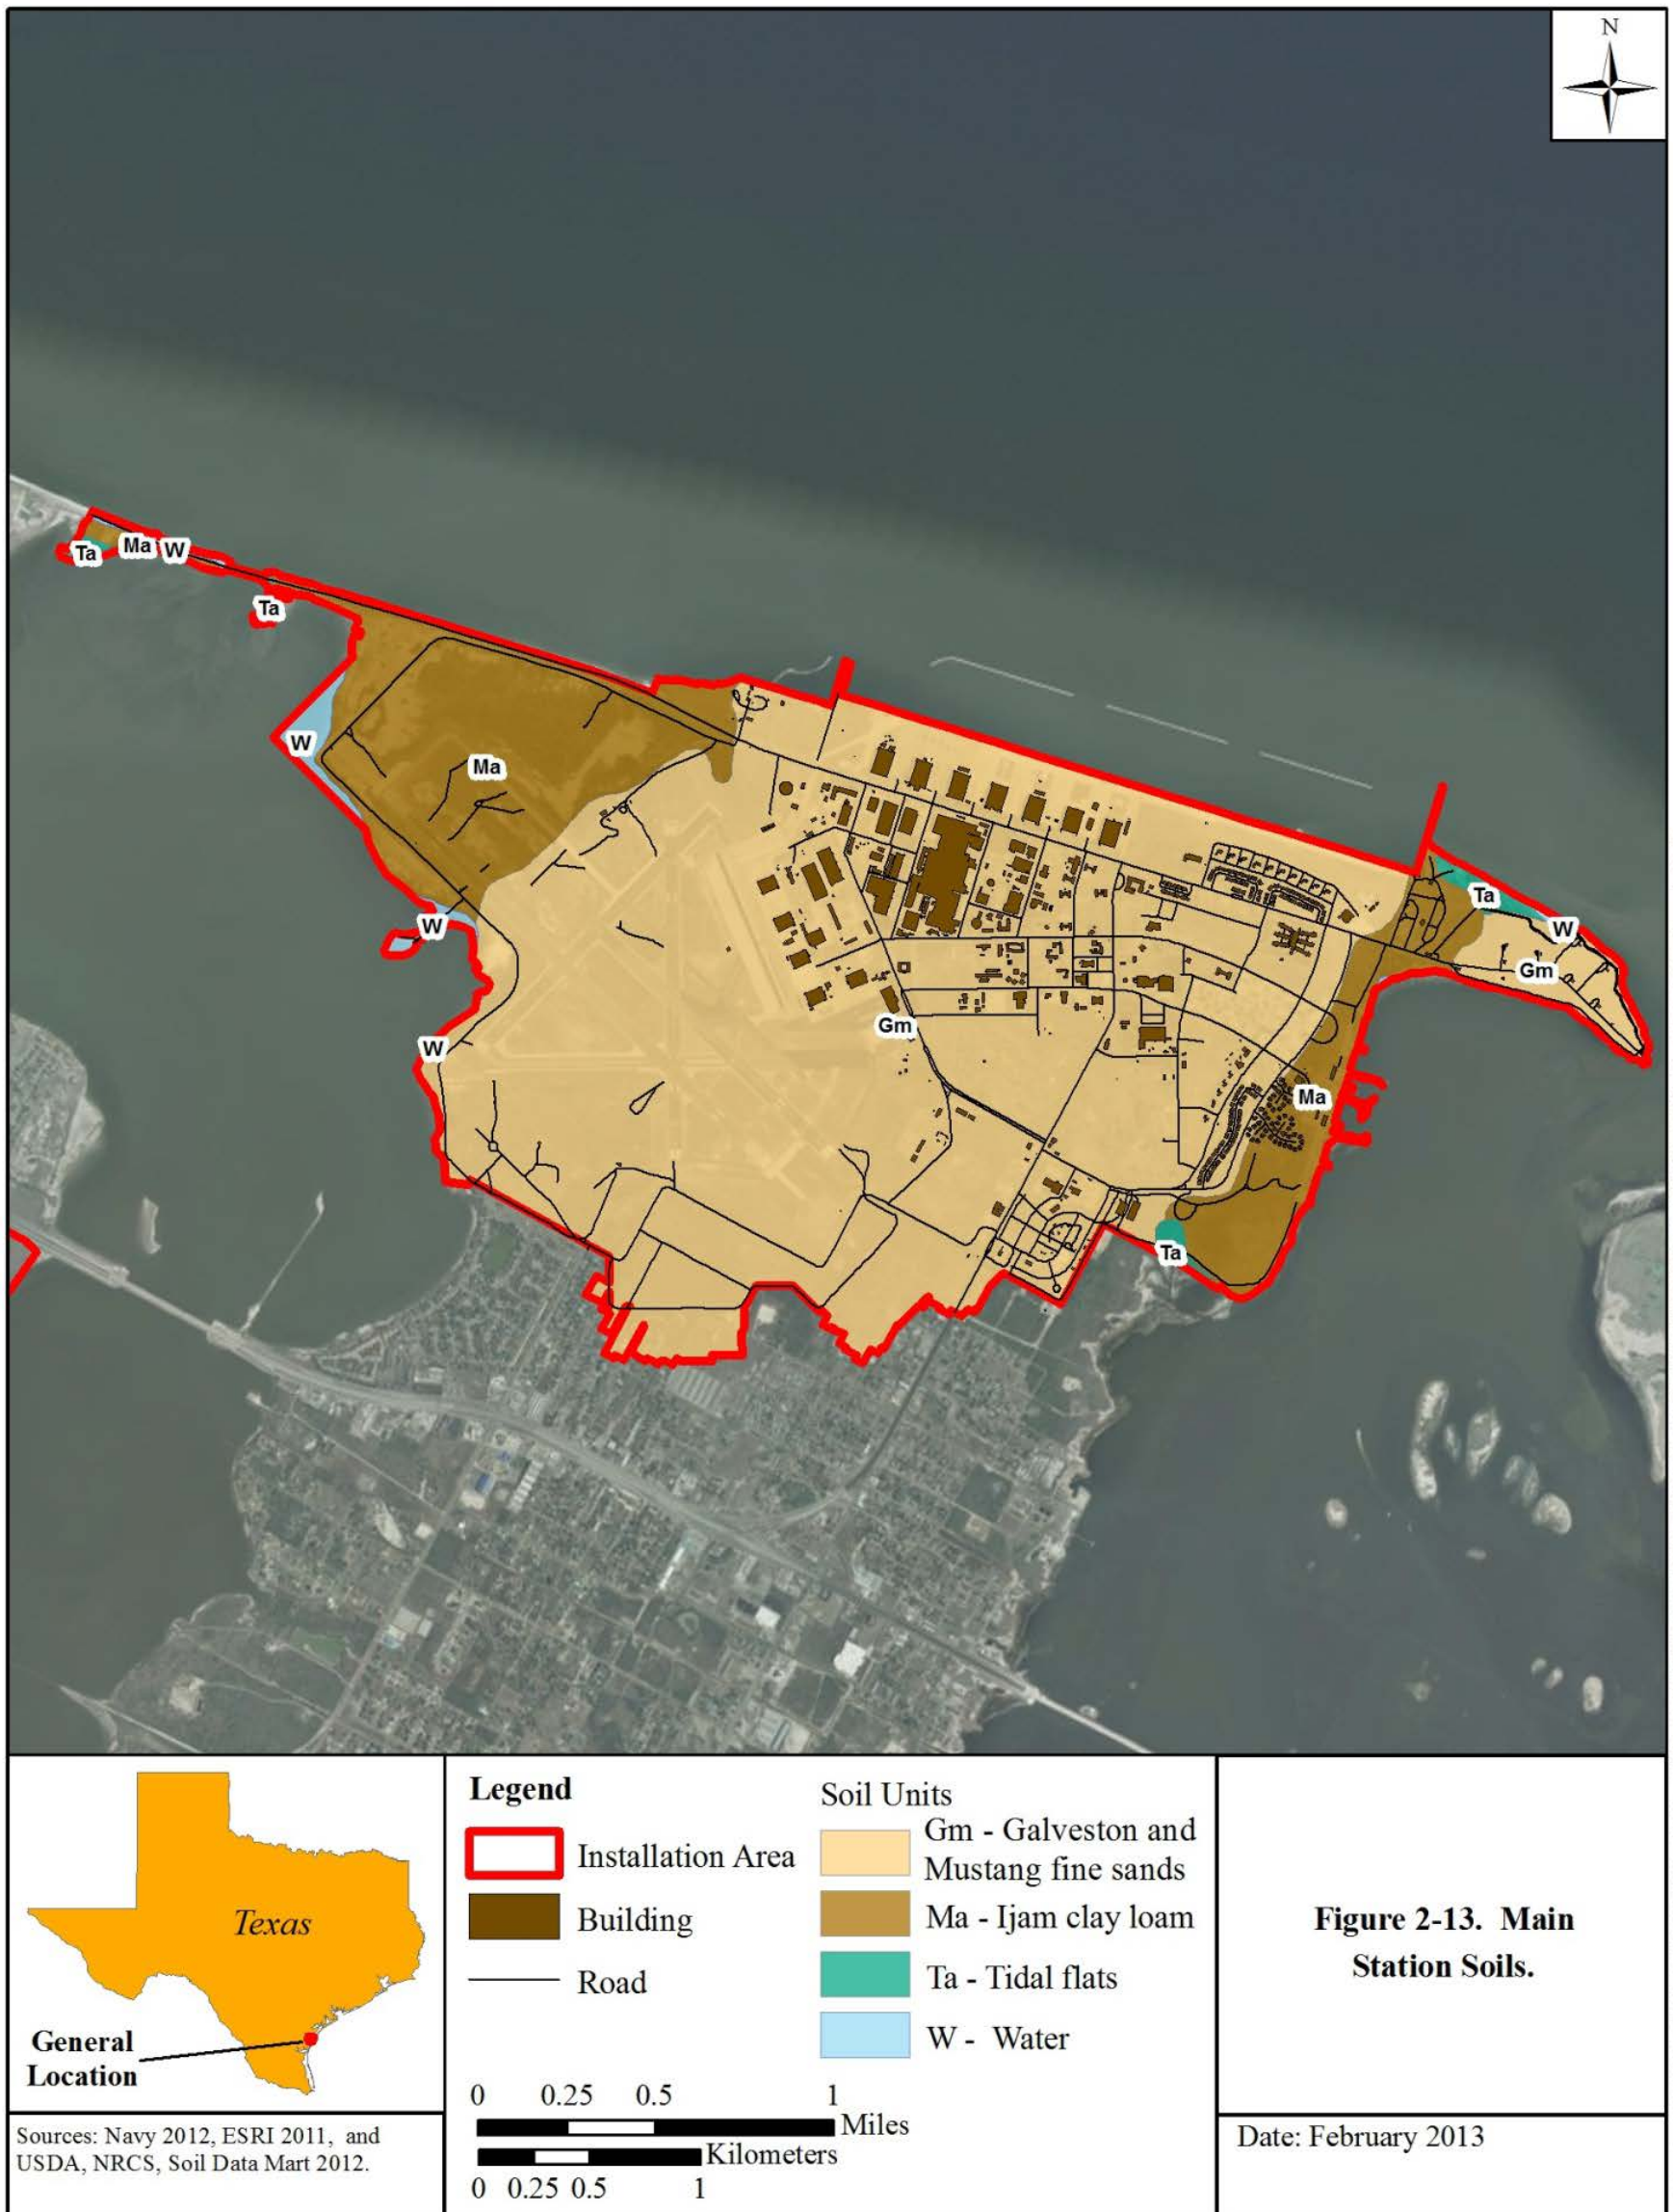 N
Ta
Ma
W
Ta
W
Ma
W
W
Gm
Ta
W
Gm
Ma
Ta
Texas
General
Location
Sources: Navy 2012, ESRI 2011, and
USDA, NRCS, Soil Data Mart 2012.
Legend
Installation Area
Building
Road
Soil Units
Gm - Galveston and
Mustang fine sands
Ma - Ijam clay loam
Ta - Tidal flats
W - Water
0 0.25 0.5 1
Miles
Kilometers
0 0.25 0.5 1
Figure 2-13. Main
Station Soils.
Date: February 2013